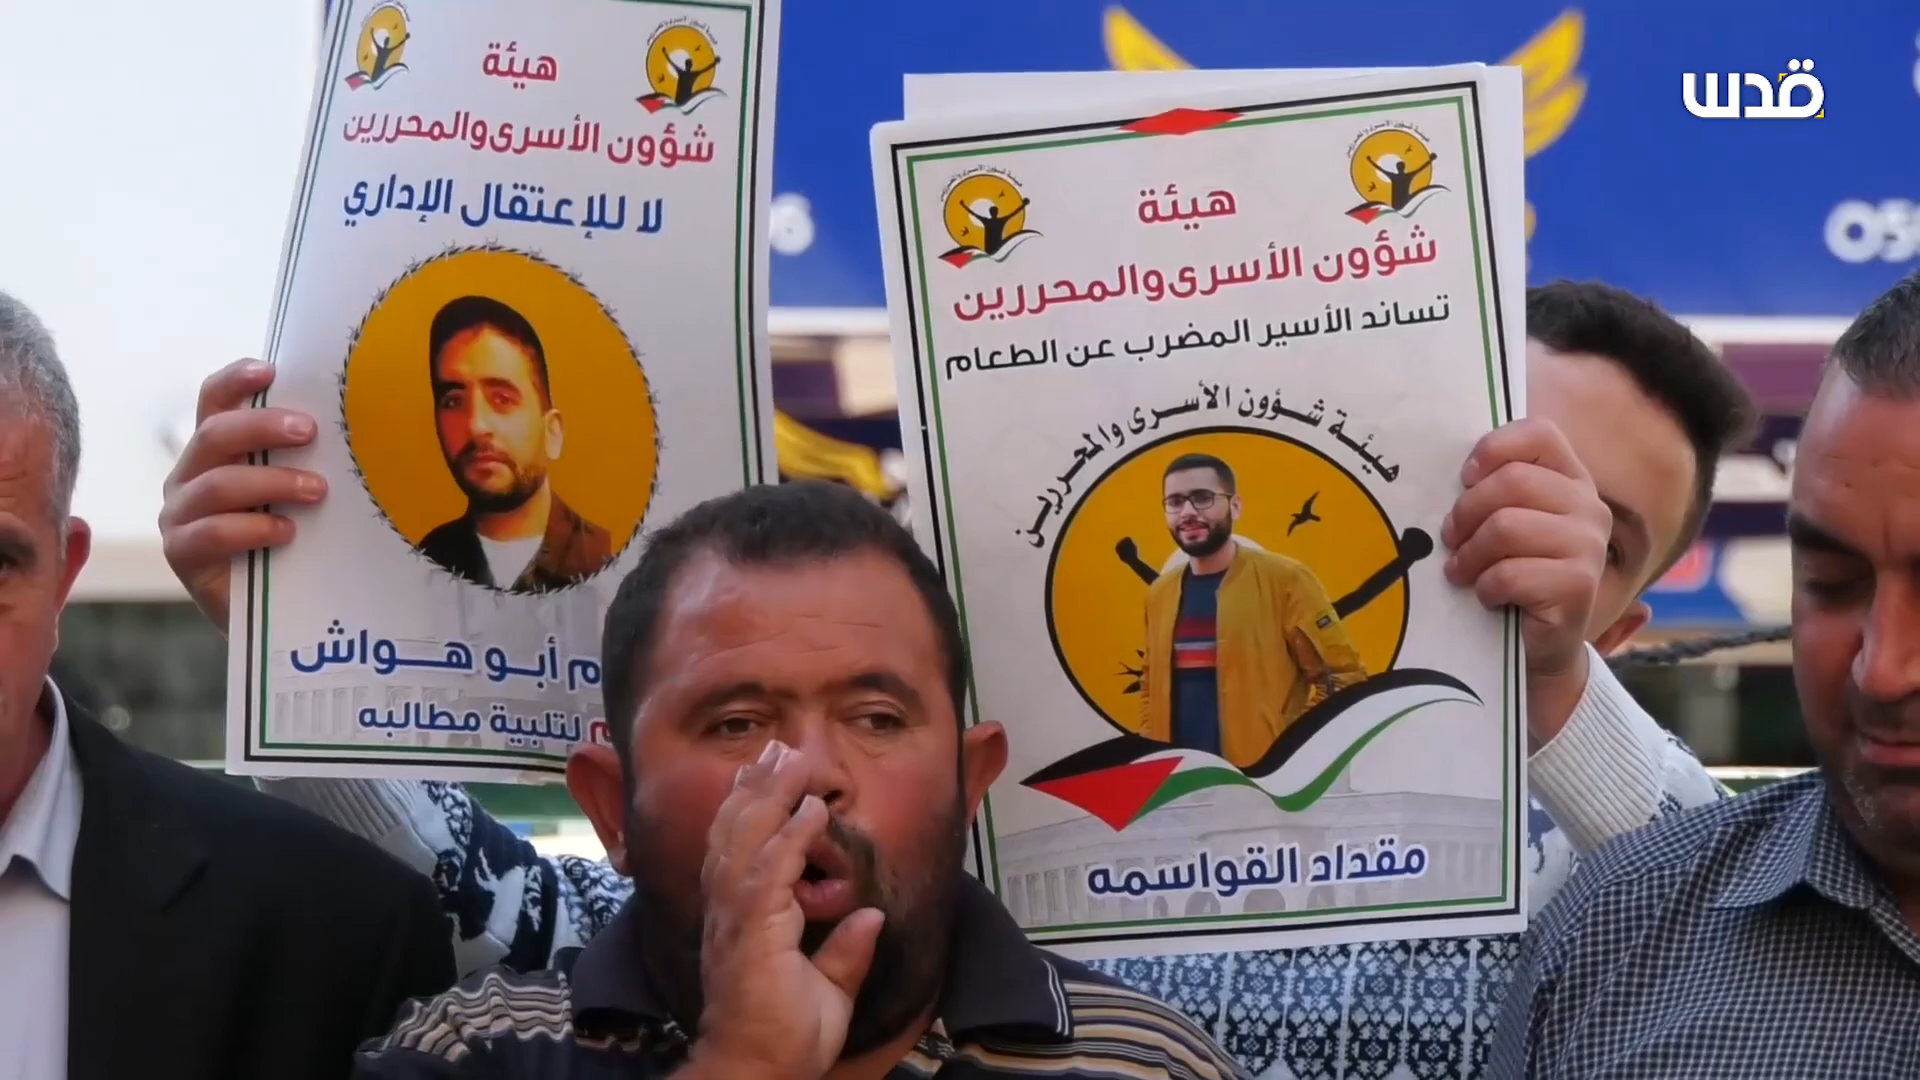 قدس
هيئة
شؤون الأسرى والمحررين
لا للإعتقال الإداري
م أبو هواش
م لتلبية مطالبه
هيئة
شؤون الأسرى والمحررين
تساند الأسير المضرب عن الطعام
هيئة شؤون الأسرى والمحررين
مقداد القواسمه
05